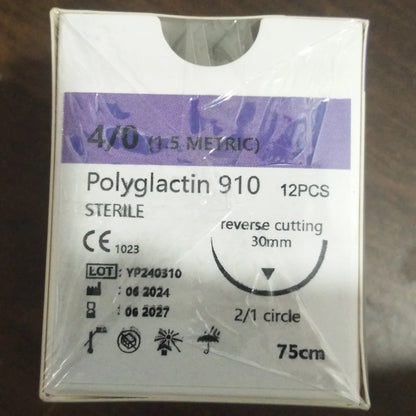 4/0 (1.5 METRIC)
Polyglactin 910 12PCS
STERILE
reverse cutting
30mm
CE 1023
LOT : YP240310
: 06 2024
: 06 2027
2/1 circle
75cm